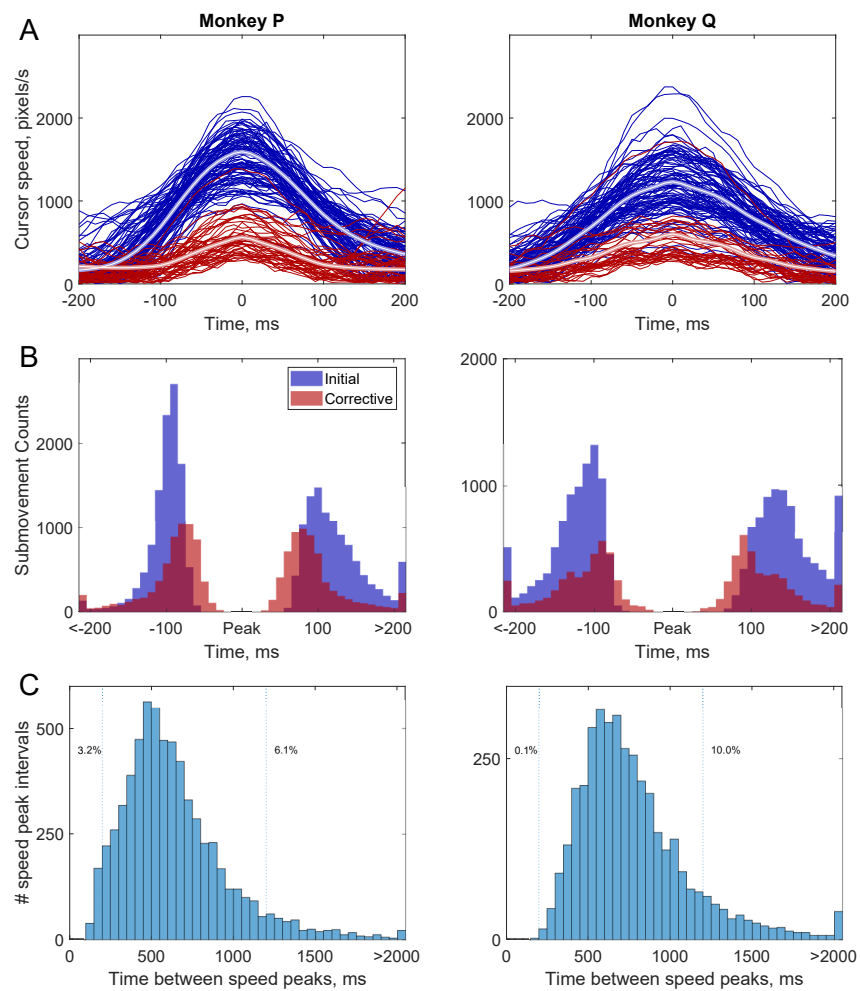 A
Monkey P
Monkey Q
Cursor speed, pixels/s
2000
1000
0
-200
-100
0
100
200
Time, ms
2000
1000
0
-200
-100
0
100
200
Time, ms
B
Submovement Counts
2000
1000
0
Initial
Corrective
<-200
-100
Peak
100
>200
Time, ms
2000
1000
0
<-200
-100
Peak
100
>200
Time, ms
C
# speed peak intervals
500
250
0
3.2%
6.1%
0
500
1000
1500
>2000
Time between speed peaks, ms
250
0
0.1%
10.0%
0
500
1000
1500
>2000
Time between speed peaks, ms